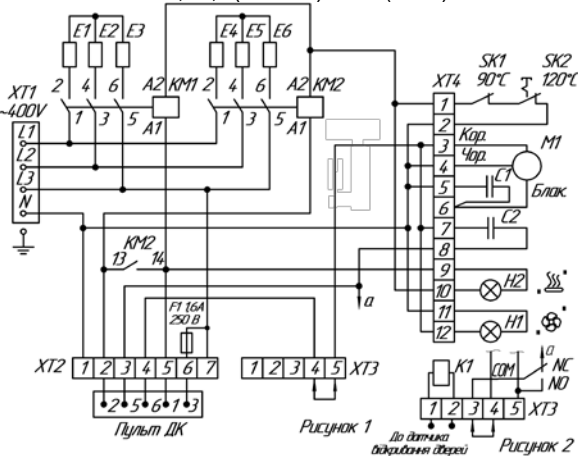 E1 E2 E3 E4 E5 E6
SK1 SK2
90°C 120°C
XT1
~400V
2 4 6 A2 KM1 2 4 6 A2 KM2
XT4
1 3 5 A1 1 3 5 A1
L1
L2
L3
N
1
2
3 Кор.
4 Чор. M1
5 C1
6 Блак.
7 C2
8
9
10 H2
11
12 H1
KM2
13 14
a
F1 1,6A
250 В
XT2 1 2 3 4 5 6 7
1 2 3 4 5 XT3
2 5 6 1 3
Пульт ДК
Рисунок 1
K1 COM a
NC
NO
1 2 3 4 5 XT3
До датчика
відкривання дверей
Рисунок 2